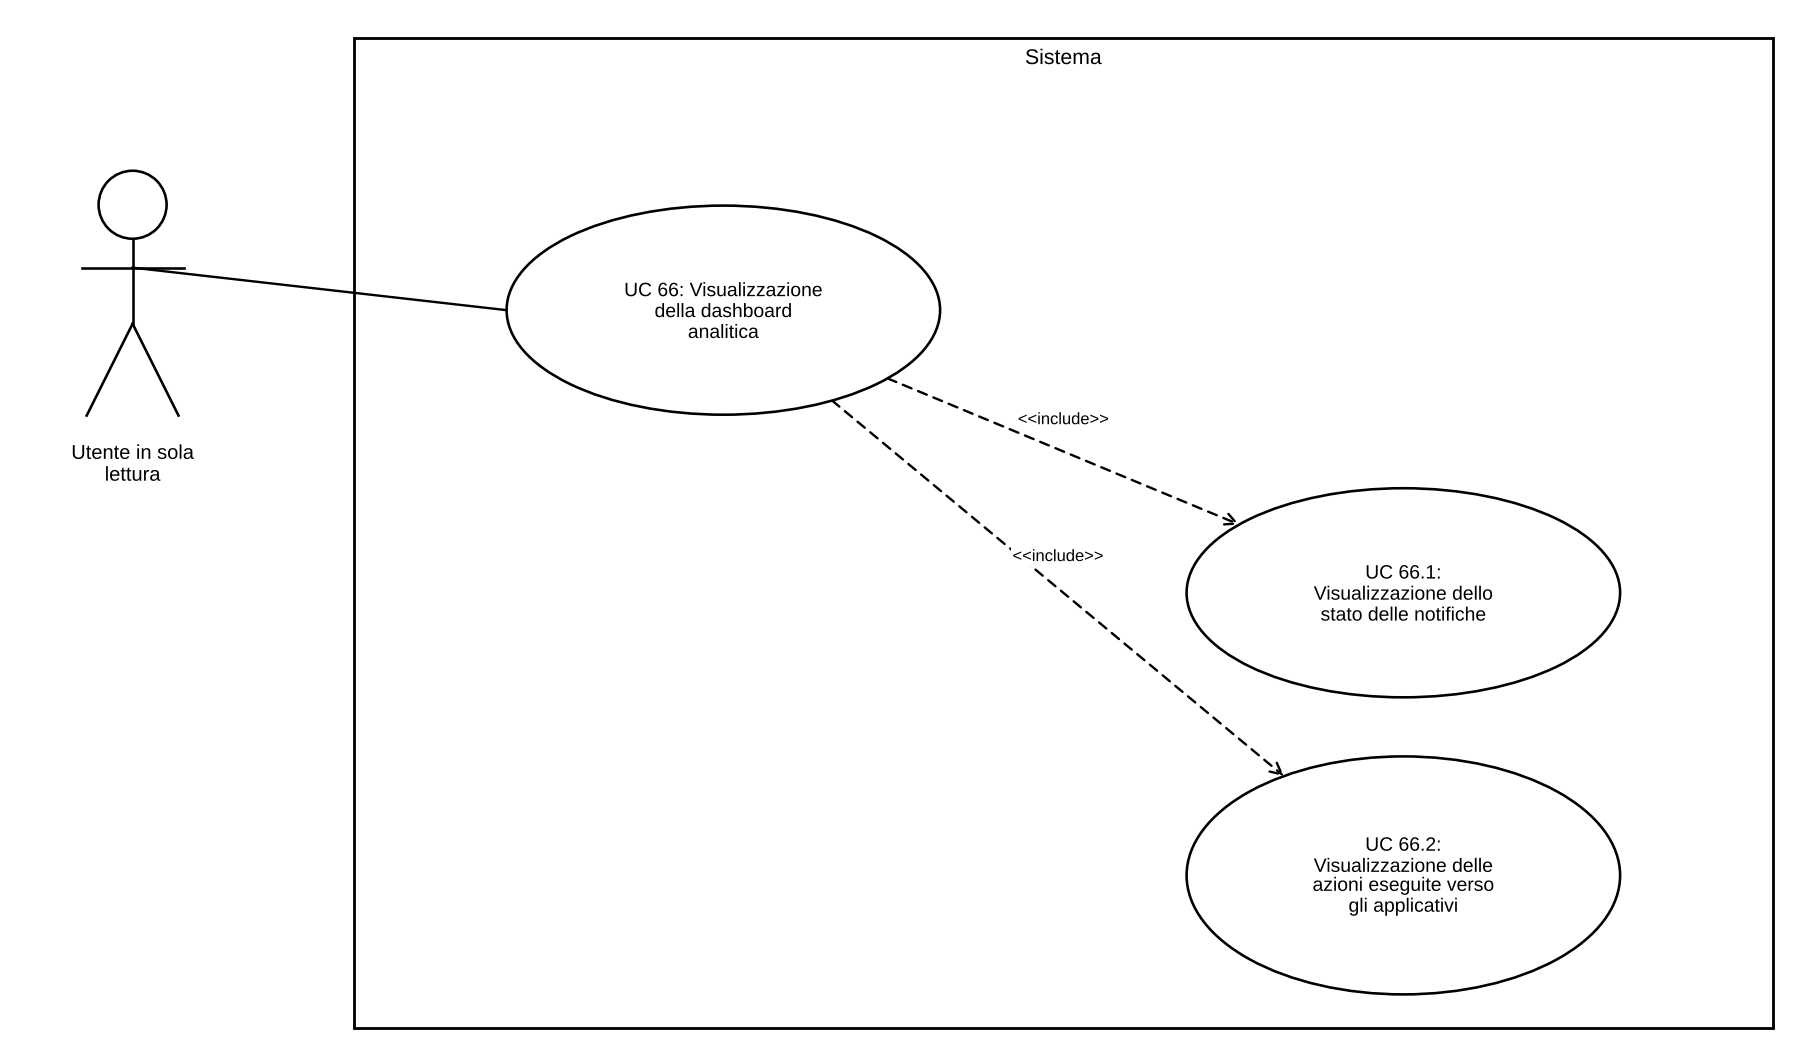 Sistema
UC 66: Visualizzazione
della dashboard
analitica
<<include>>
Utente in sola
lettura
<<include>>
UC 66.1:
Visualizzazione dello
stato delle notifiche
UC 66.2:
Visualizzazione delle
azioni eseguite verso
gli applicativi